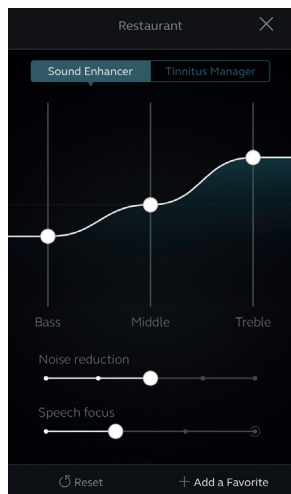 Restaurant
Sound Enhancer Tinnitus Manager
Bass Middle Treble
Noise reduction
Speech focus
Reset Add a Favorite